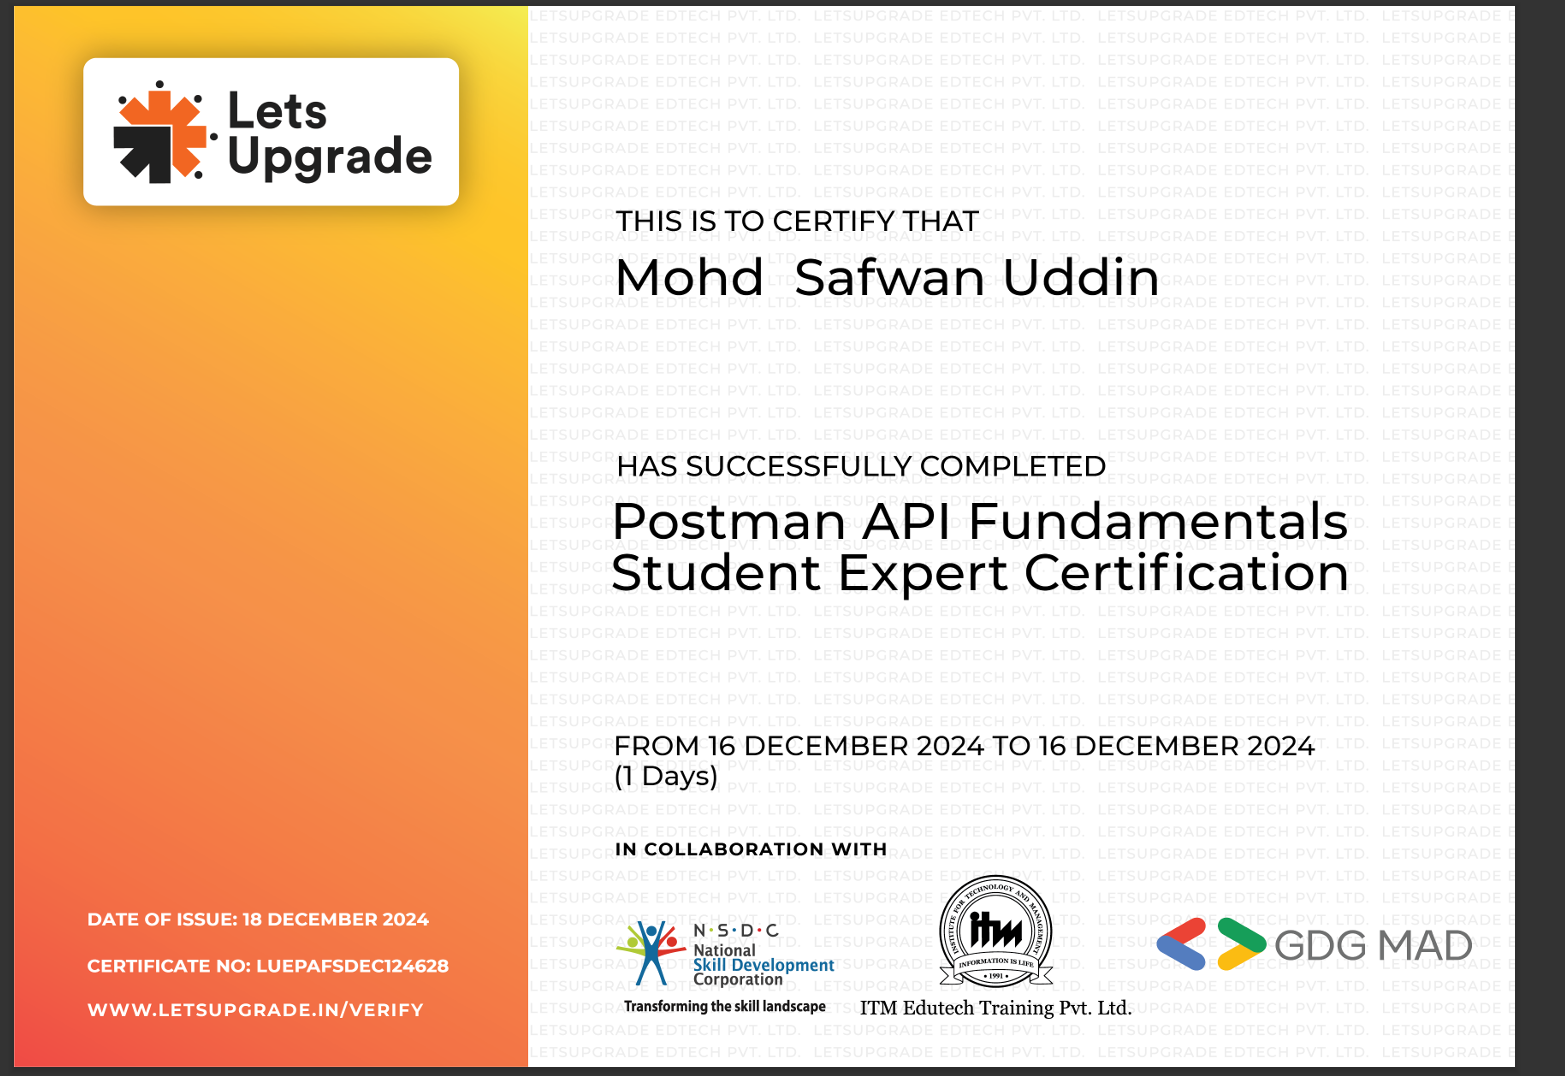 Lets
Upgrade
THIS IS TO CERTIFY THAT
Mohd Safwan Uddin
HAS SUCCESSFULLY COMPLETED
Postman API Fundamentals
Student Expert Certification
FROM 16 DECEMBER 2024 TO 16 DECEMBER 2024
(1 Days)
IN COLLABORATION WITH
N·S·D·C
National
Skill Development
Corporation
Transforming the skill landscape
INSTITUTE FOR TECHNOLOGY AND MANAGEMENT
itm
INFORMATION IS LIFE
• 1991 •
ITM Edutech Training Pvt. Ltd.
GDG MAD
DATE OF ISSUE: 18 DECEMBER 2024
CERTIFICATE NO: LUEPAFSDEC124628
WWW.LETSUPGRADE.IN/VERIFY
LETSUPGRADE EDTECH PVT. LTD.